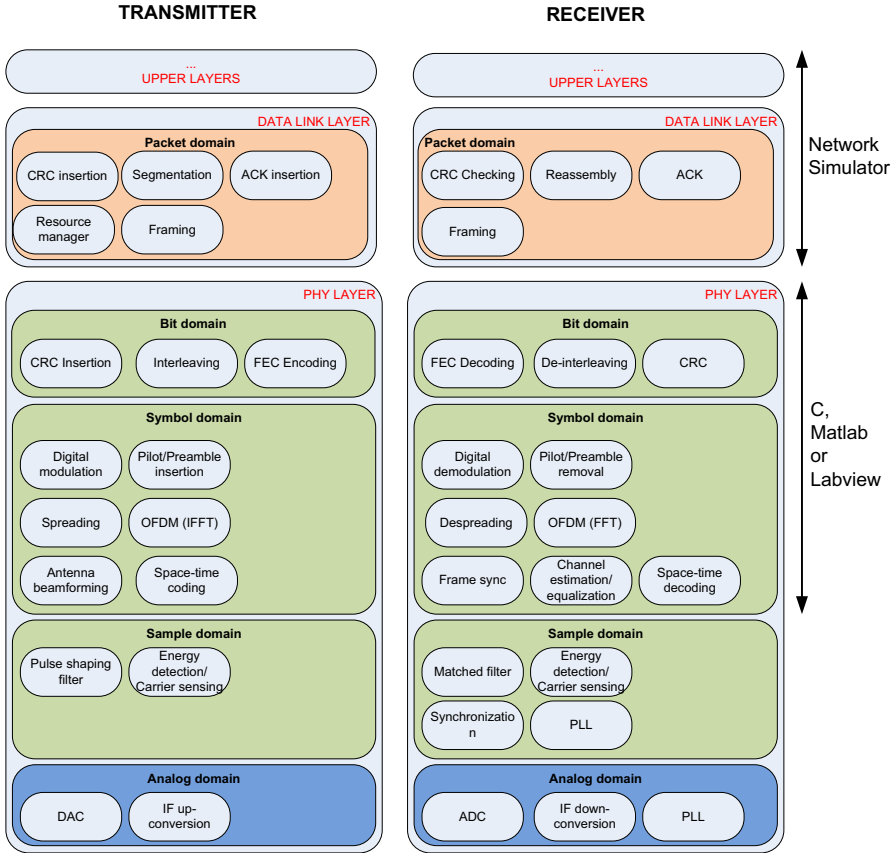 TRANSMITTER
RECEIVER
...
UPPER LAYERS
DATA LINK LAYER
Packet domain
CRC insertion
Segmentation
ACK insertion
Resource
manager
Framing
PHY LAYER
Bit domain
CRC Insertion
Interleaving
FEC Encoding
Symbol domain
Digital
modulation
Pilot/Preamble
insertion
Spreading
OFDM (IFFT)
Antenna
beamforming
Space-time
coding
Sample domain
Pulse shaping
filter
Energy
detection/
Carrier sensing
Analog domain
DAC
IF up-
conversion
...
UPPER LAYERS
DATA LINK LAYER
Packet domain
CRC Checking
Reassembly
ACK
Framing
PHY LAYER
Bit domain
FEC Decoding
De-interleaving
CRC
Symbol domain
Digital
demodulation
Pilot/Preamble
removal
Despreading
OFDM (FFT)
Frame sync
Channel
estimation/
equalization
Space-time
decoding
Sample domain
Matched filter
Energy
detection/
Carrier sensing
Synchronizatio
n
PLL
Analog domain
ADC
IF down-
conversion
PLL
Network
Simulator
C,
Matlab
or
Labview